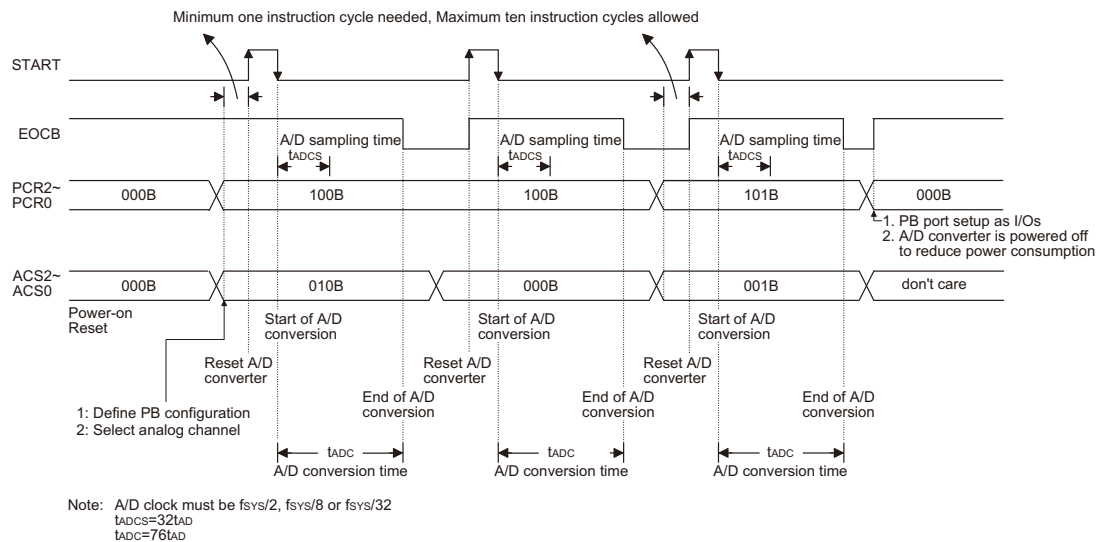 Minimum one instruction cycle needed, Maximum ten instruction cycles allowed
START
EOCB
A/D sampling time
tADCS
A/D sampling time
tADCS
A/D sampling time
tADCS
PCR2~
PCR0
000B
100B
100B
101B
000B
1. PB port setup as I/Os
2. A/D converter is powered off
to reduce power consumption
ACS2~
ACS0
000B
010B
000B
001B
don't care
Power-on
Reset
Start of A/D
conversion
Start of A/D
conversion
Start of A/D
conversion
Reset A/D
converter
Reset A/D
converter
Reset A/D
converter
End of A/D
conversion
End of A/D
conversion
End of A/D
conversion
1: Define PB configuration
2: Select analog channel
tADC
A/D conversion time
tADC
A/D conversion time
tADC
A/D conversion time
Note: A/D clock must be fSYS/2, fSYS/8 or fSYS/32
tADCS=32tAD
tADC=76tAD